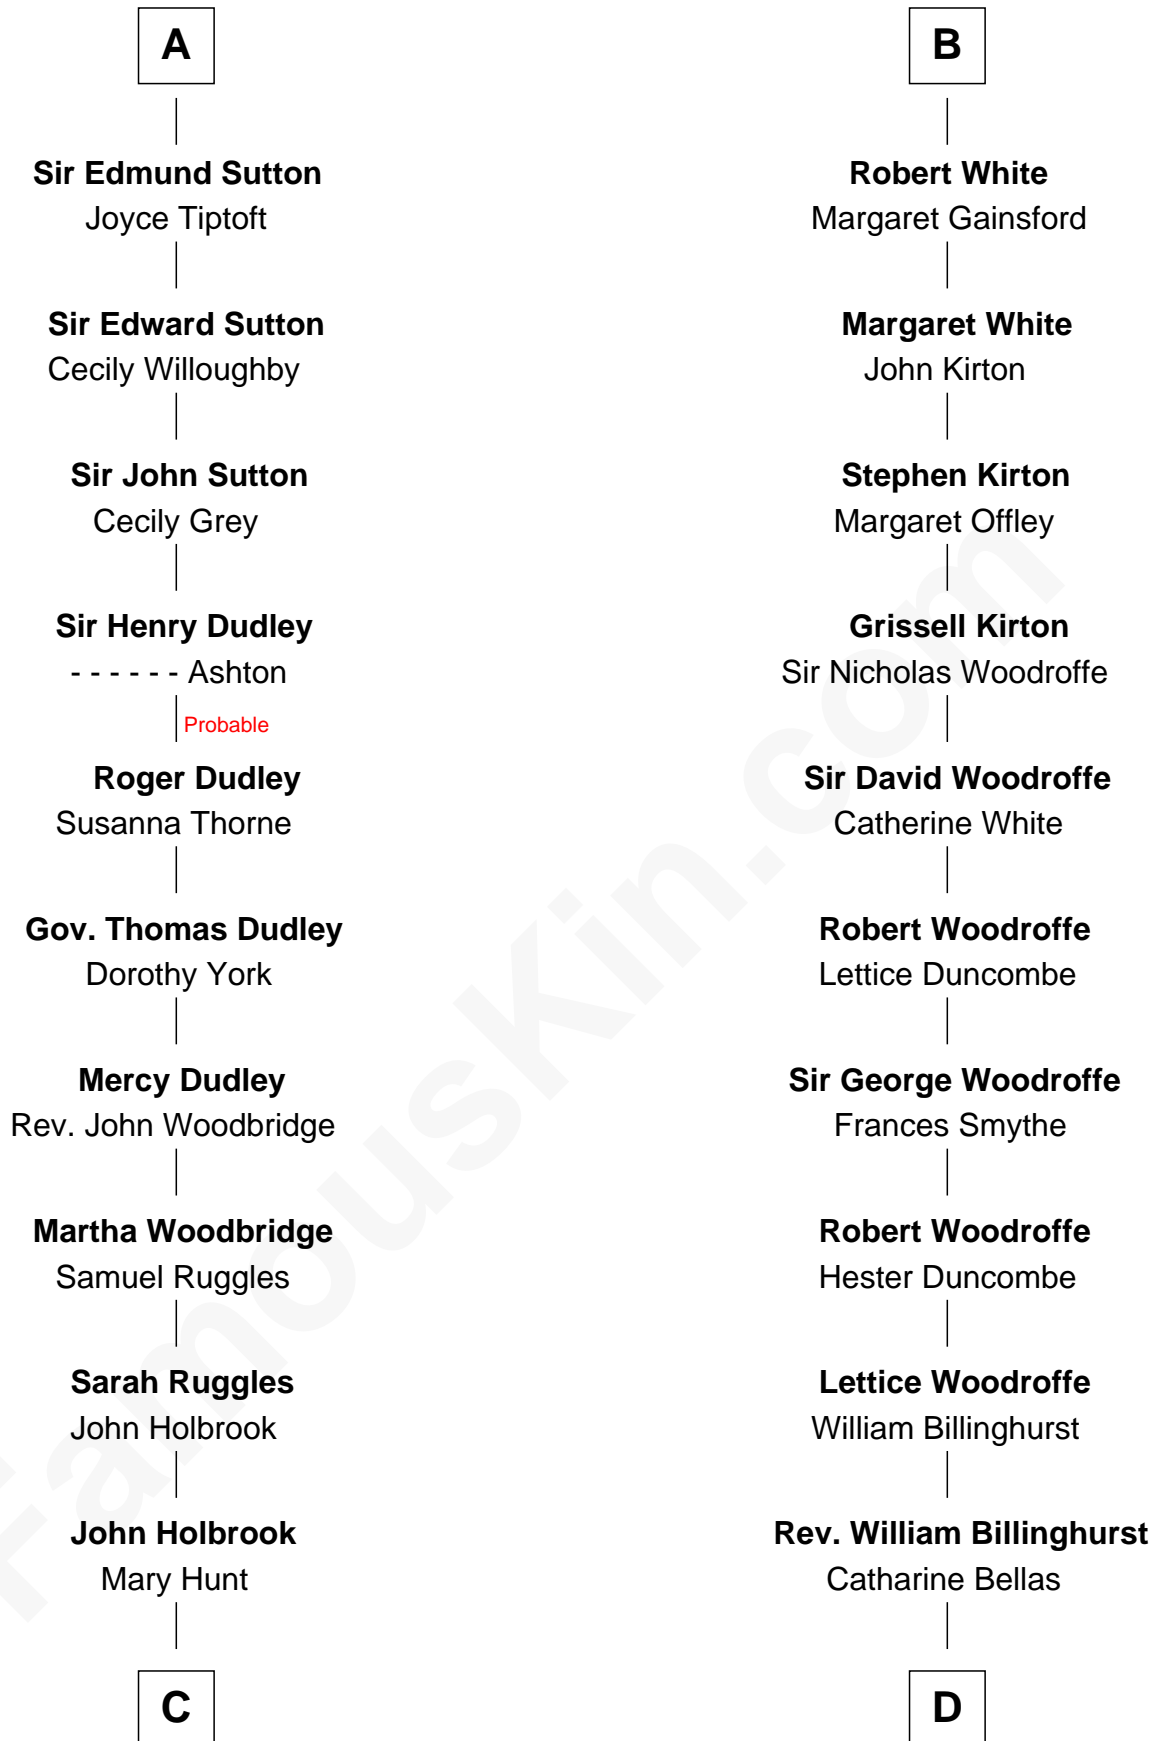 A
Sir Edmund Sutton
Joyce Tiptoft
Sir Edward Sutton
Cecily Willoughby
Sir John Sutton
Cecily Grey
Sir Henry Dudley
- - - - - - Ashton
Probable
Roger Dudley
Susanna Thorne
Gov. Thomas Dudley
Dorothy York
Mercy Dudley
Rev. John Woodbridge
Martha Woodbridge
Samuel Ruggles
Sarah Ruggles
John Holbrook
John Holbrook
Mary Hunt
C
B
Robert White
Margaret Gainsford
Margaret White
John Kirton
Stephen Kirton
Margaret Offley
Grissell Kirton
Sir Nicholas Woodroffe
Sir David Woodroffe
Catherine White
Robert Woodroffe
Lettice Duncombe
Sir George Woodroffe
Frances Smythe
Robert Woodroffe
Hester Duncombe
Lettice Woodroffe
William Billinghurst
Rev. William Billinghurst
Catharine Bellas
D
FamousKin.com